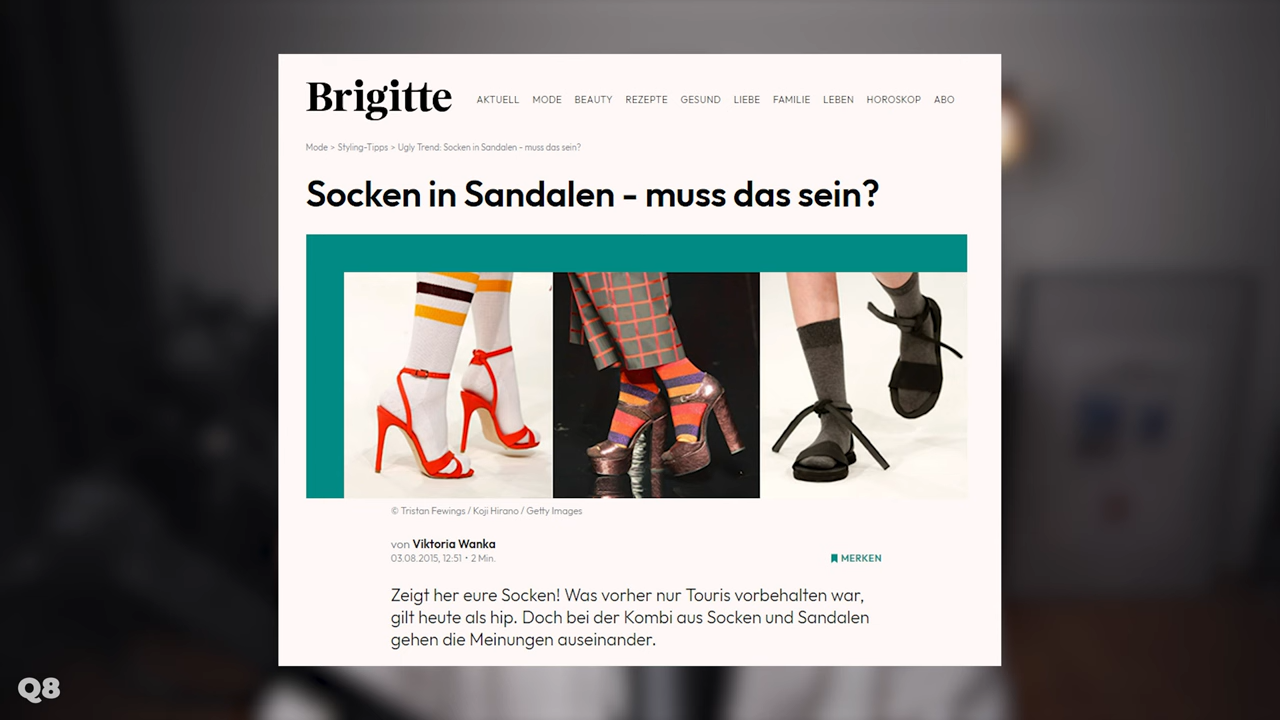 Brigitte
AKTUELL MODE BEAUTY REZEPTE GESUND LIEBE FAMILIE LEBEN HOROSKOP ABO
Mode > Styling-Tipps > Ugly Trend: Socken in Sandalen - muss das sein?
Socken in Sandalen - muss das sein?
© Tristan Fewings / Koji Hirano / Getty Images
von Viktoria Wanka
03.08.2015, 12:51 • 2 Min.
MERKEN
Zeigt her eure Socken! Was vorher nur Touris vorbehalten war,
gilt heute als hip. Doch bei der Kombi aus Socken und Sandalen
gehen die Meinungen auseinander.
Q8